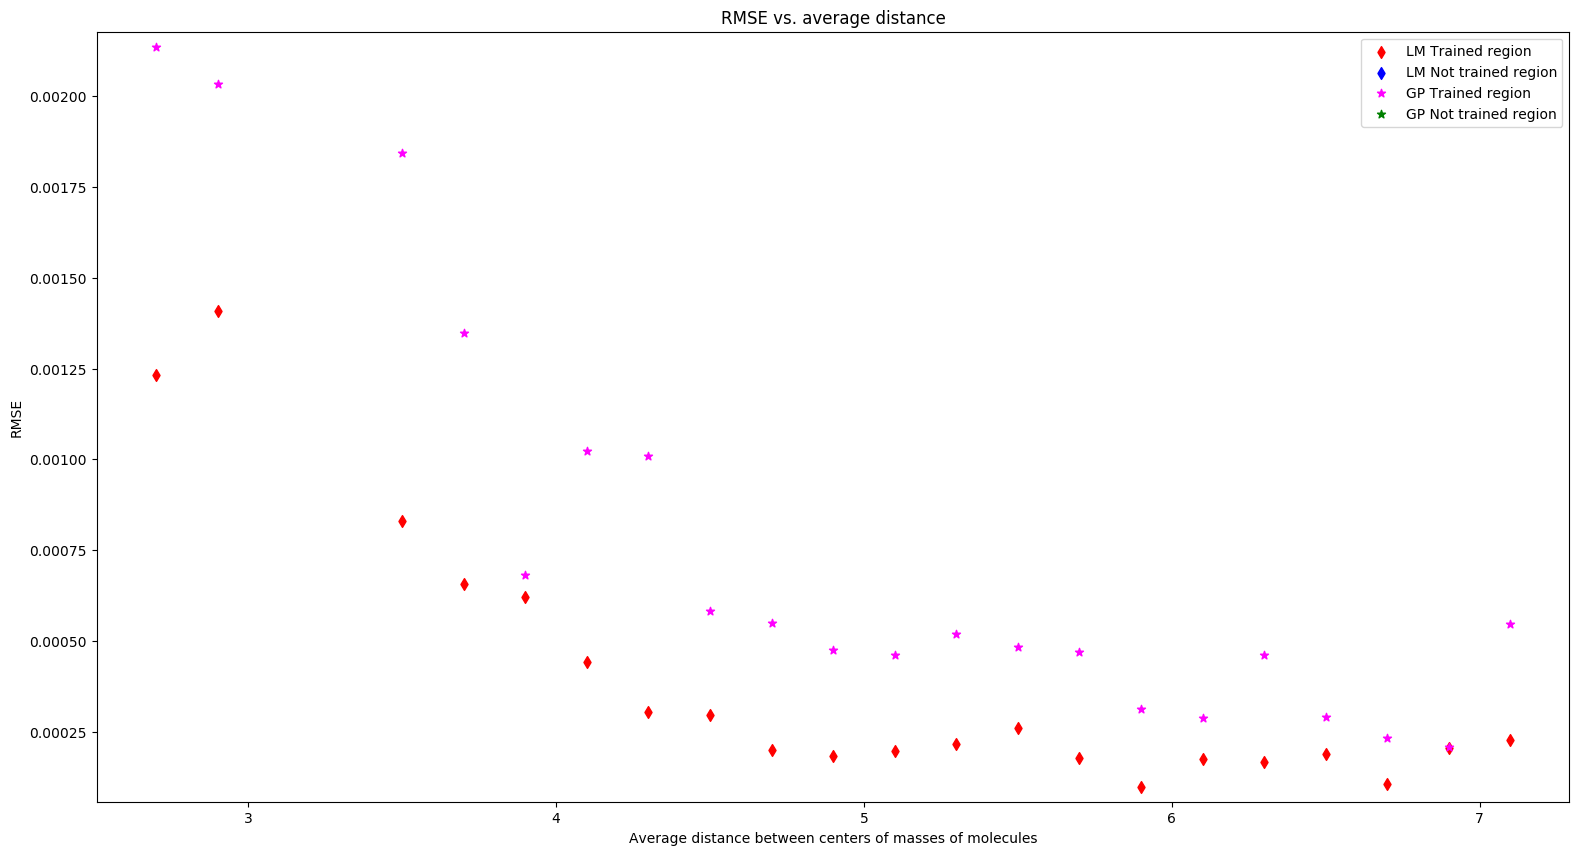 RMSE vs. average distance
LM Trained region
LM Not trained region
GP Trained region
GP Not trained region
0.00200
0.00175
0.00150
0.00125
0.00100
0.00075
0.00050
0.00025
RMSE
3 4 5 6 7
Average distance between centers of masses of molecules